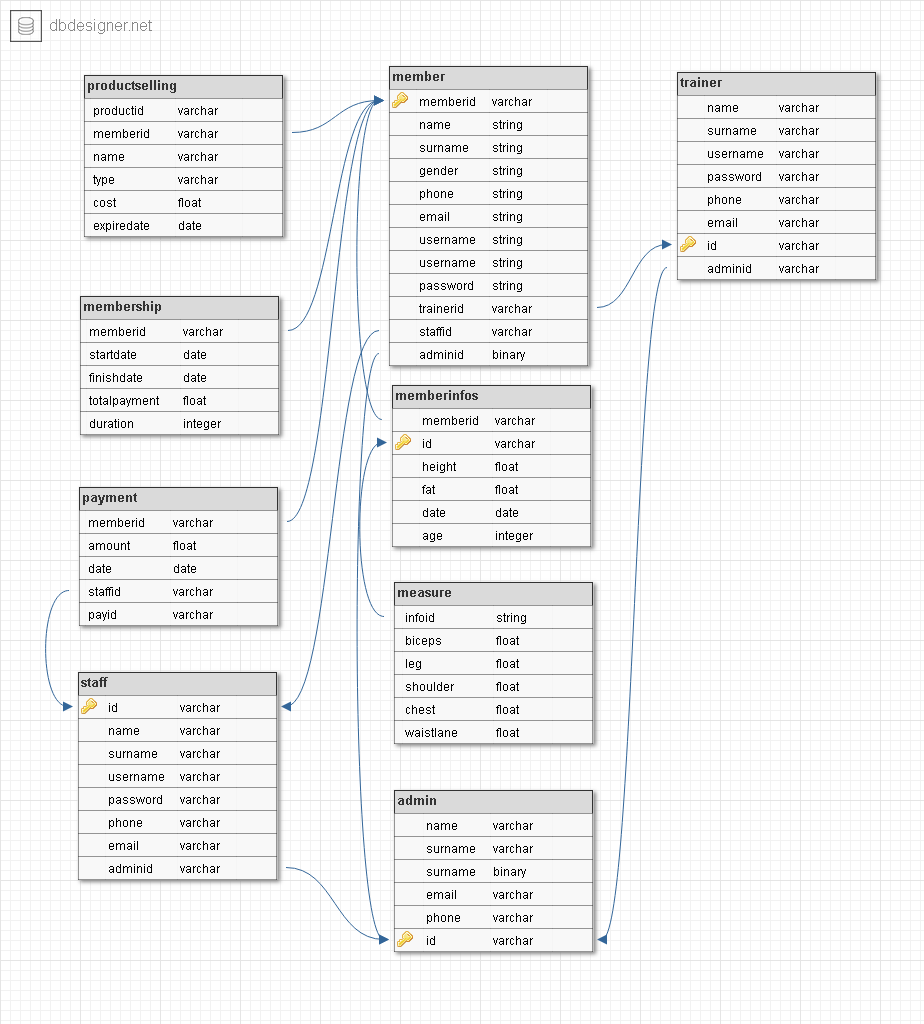 dbdesigner.net
productselling
productid varchar
memberid varchar
name varchar
type varchar
cost float
expiredate date
membership
memberid varchar
startdate date
finishdate date
totalpayment float
duration integer
payment
memberid varchar
amount float
date date
staffid varchar
payid varchar
staff
id varchar
name varchar
surname varchar
username varchar
password varchar
phone varchar
email varchar
adminid varchar
member
memberid varchar
name string
surname string
gender string
phone string
email string
username string
username string
password string
trainerid varchar
staffid varchar
adminid binary
memberinfos
memberid varchar
id varchar
height float
fat float
date date
age integer
measure
infoid string
biceps float
leg float
shoulder float
chest float
waistlane float
admin
name varchar
surname varchar
surname binary
email varchar
phone varchar
id varchar
trainer
name varchar
surname varchar
username varchar
password varchar
phone varchar
email varchar
id varchar
adminid varchar